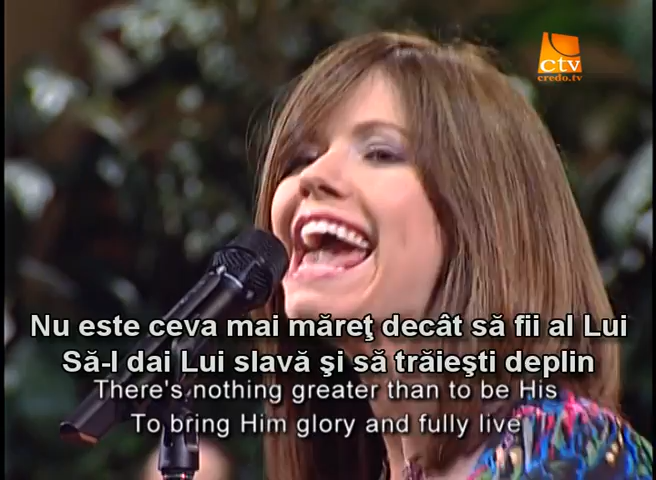 ctv
credo.tv
Nu este ceva mai măreţ decât să fii al Lui
Să-l dai Lui slavă şi să trăieşti deplin
There's nothing greater than to be His
To bring Him glory and fully live